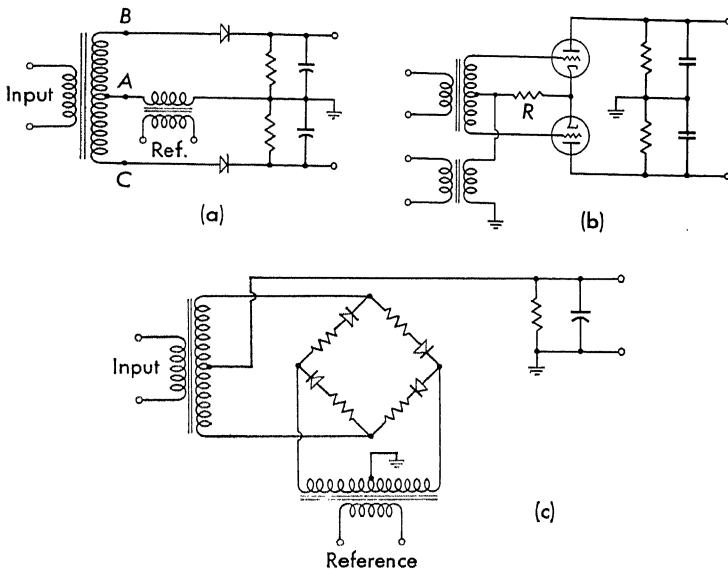 B
A
Input
Ref.
C
(a)
R
(b)
Input
(c)
Reference